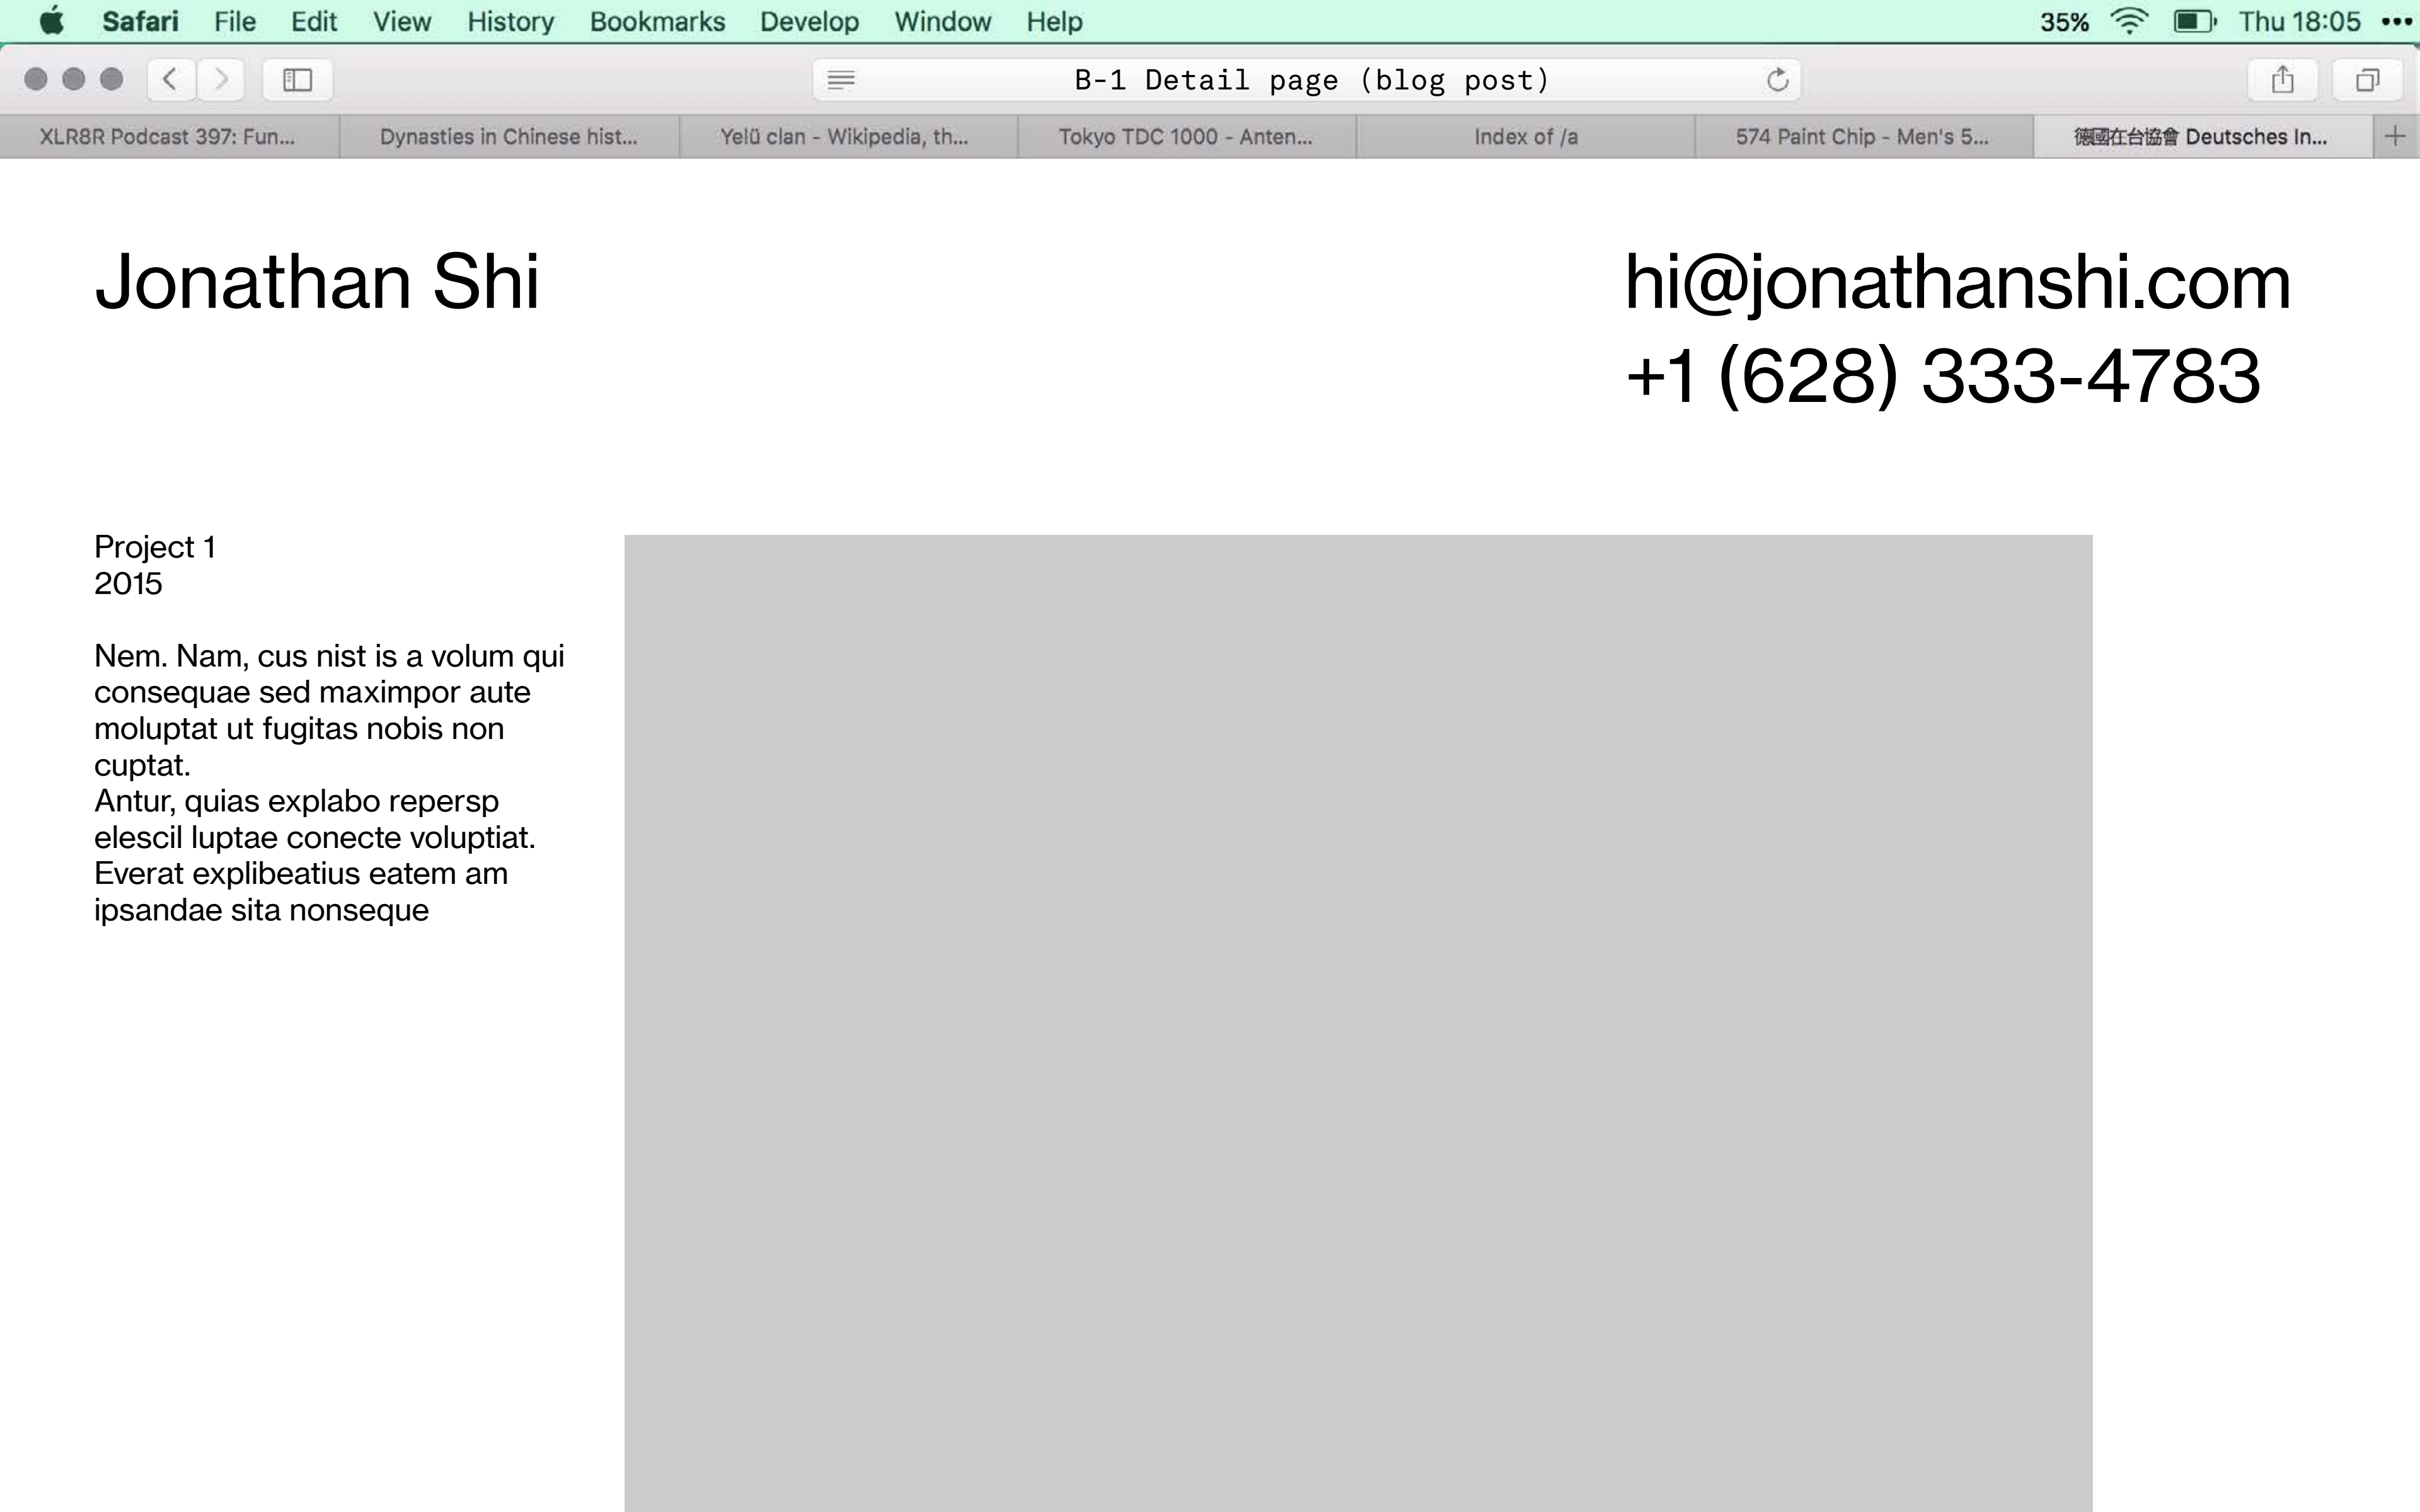 Safari File Edit View History Bookmarks Develop Window Help 35% Thu 18:05
B-1 Detail page (blog post)
XLR8R Podcast 397: Fun... Dynasties in Chinese hist... Yelü clan - Wikipedia, th... Tokyo TDC 1000 - Anten... Index of /a 574 Paint Chip - Men's 5... 德國在台協會 Deutsches In...
Jonathan Shi
hi@jonathanshi.com
+1 (628) 333-4783
Project 1
2015
Nem. Nam, cus nist is a volum qui
consequae sed maximpor aute
moluptat ut fugitas nobis non
cuptat.
Antur, quias explabo repersp
elescil luptae conecte voluptiat.
Everat explibeatius eatem am
ipsandae sita nonseque